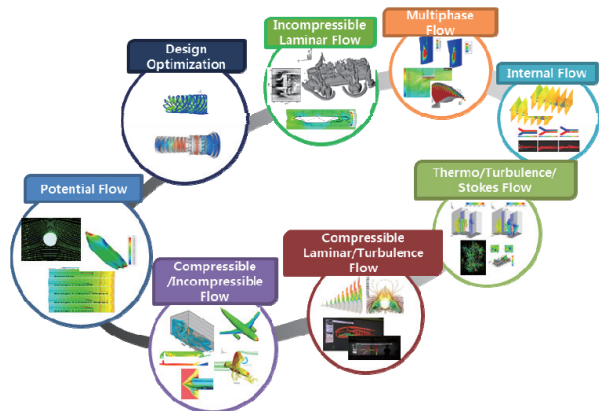 Design
Optimization
Incompressible
Laminar Flow
Multiphase
Flow
Internal Flow
Potential Flow
Thermo/Turbulence/
Stokes Flow
Compressible
/Incompressible
Flow
Compressible
Laminar/Turbulence
Flow